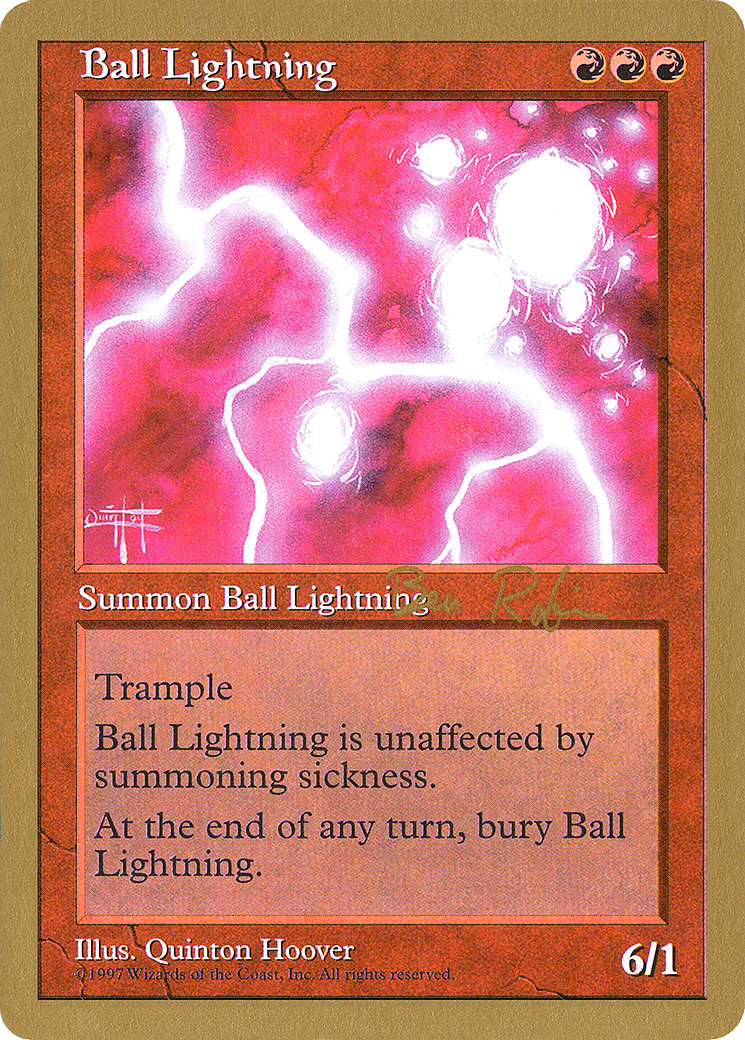 Ball Lightning
Summon Ball Lightning
Ben Rubin
Trample
Ball Lightning is unaffected by
summoning sickness.
At the end of any turn, bury Ball
Lightning.
Illus. Quinton Hoover
6/1
©1997 Wizards of the Coast, Inc. All rights reserved.